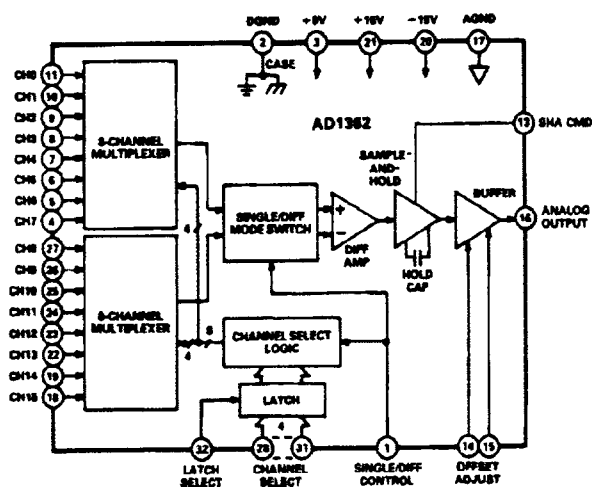 DGND +5V +15V -15V AGND
2 3 21 20 17
CASE
AD1362
CH0 11
CH1 10
CH2 9
CH3 8
CH4 7
CH5 6
CH6 5
CH7 4
8-CHANNEL
MULTIPLEXER
CH8 27
CH9 26
CH10 25
CH11 24
CH12 23
CH13 22
CH14 19
CH15 18
8-CHANNEL
MULTIPLEXER
4
SINGLE/DIFF
MODE SWITCH
+
−
DIFF
AMP
SAMPLE-
AND-
HOLD
HOLD
CAP
BUFFER
13 SHA CMD
16 ANALOG
OUTPUT
4 8
CHANNEL SELECT
LOGIC
LATCH
4
32 28 31 1 14 15
LATCH
SELECT
CHANNEL
SELECT
SINGLE/DIFF
CONTROL
OFFSET
ADJUST